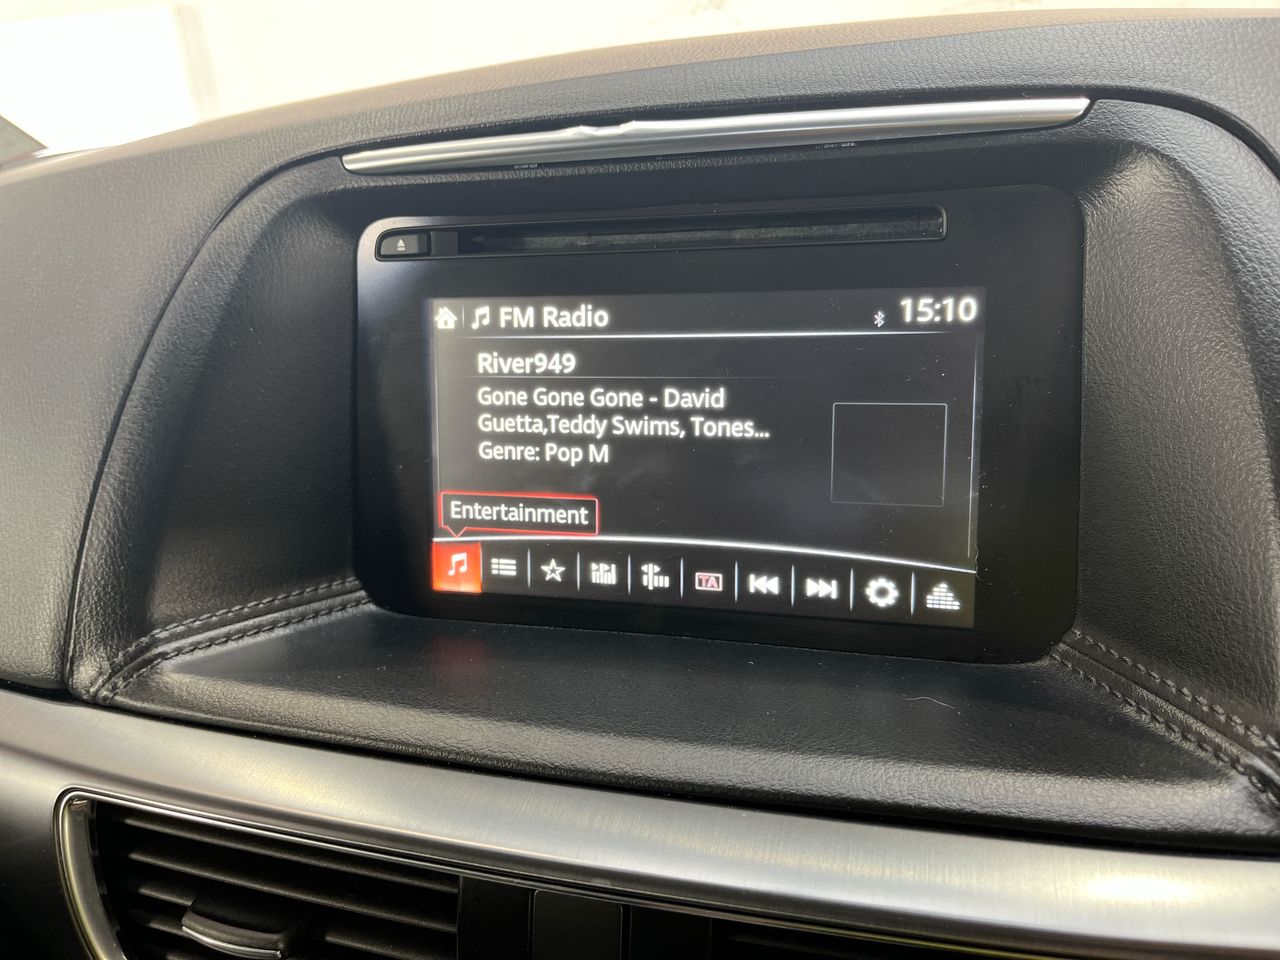 FM Radio 15:10
River949
Gone Gone Gone - David
Guetta,Teddy Swims, Tones...
Genre: Pop M
Entertainment
TA